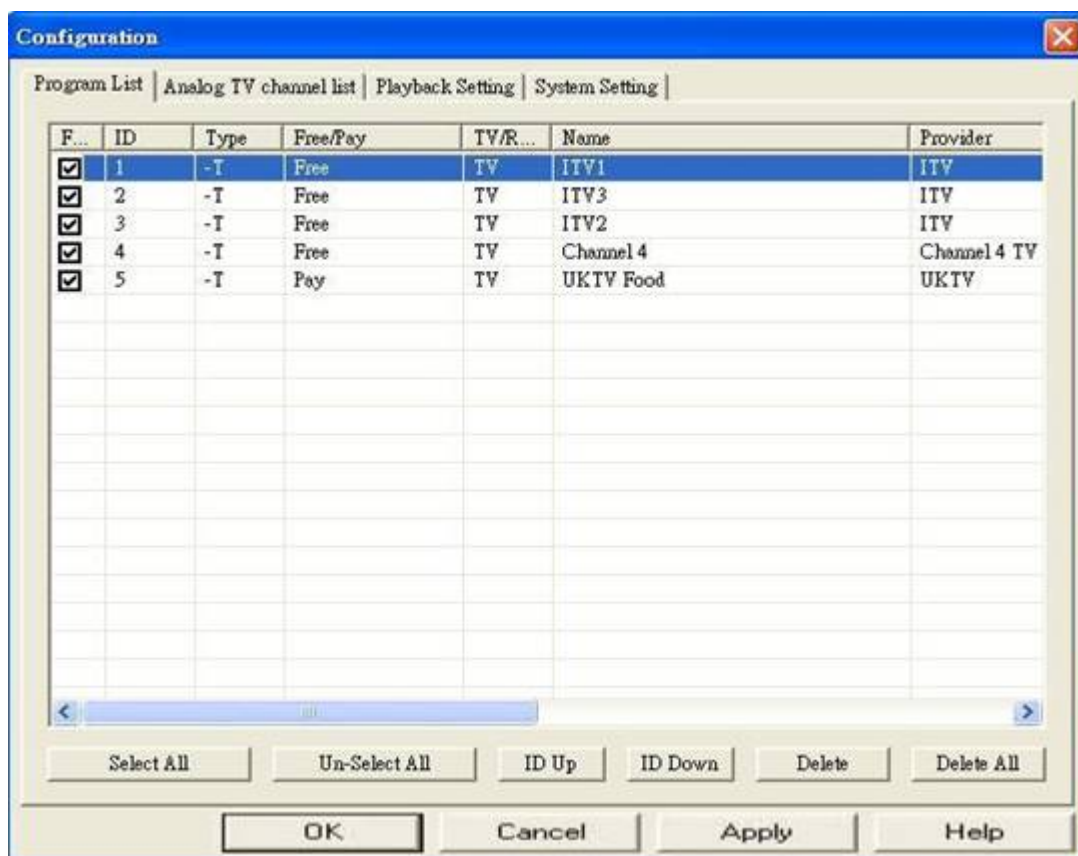 Configuration
Program List Analog TV channel list Playback Setting System Setting
F... ID Type Free/Pay TV/R... Name Provider
1 -T Free TV ITV1 ITV
2 -T Free TV ITV3 ITV
3 -T Free TV ITV2 ITV
4 -T Free TV Channel 4 Channel 4 TV
5 -T Pay TV UKTV Food UKTV
Select All Un-Select All ID Up ID Down Delete Delete All
OK Cancel Apply Help